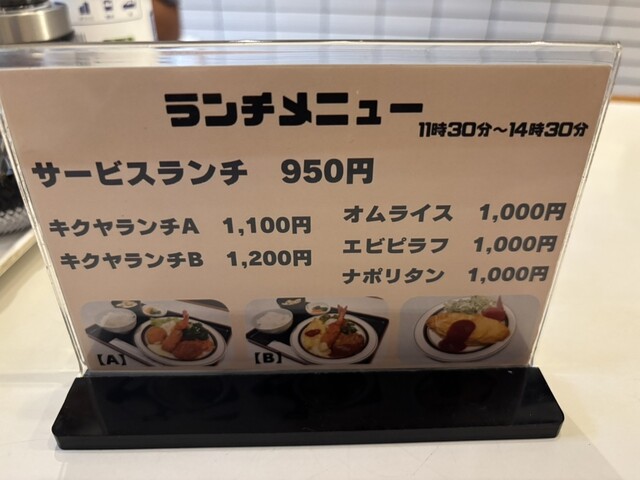 ランチメニュー
11時30分～14時30分
サービスランチ 950円
キクヤランチA 1,100円
キクヤランチB 1,200円
オムライス 1,000円
エビピラフ 1,000円
ナポリタン 1,000円
【A】
【B】